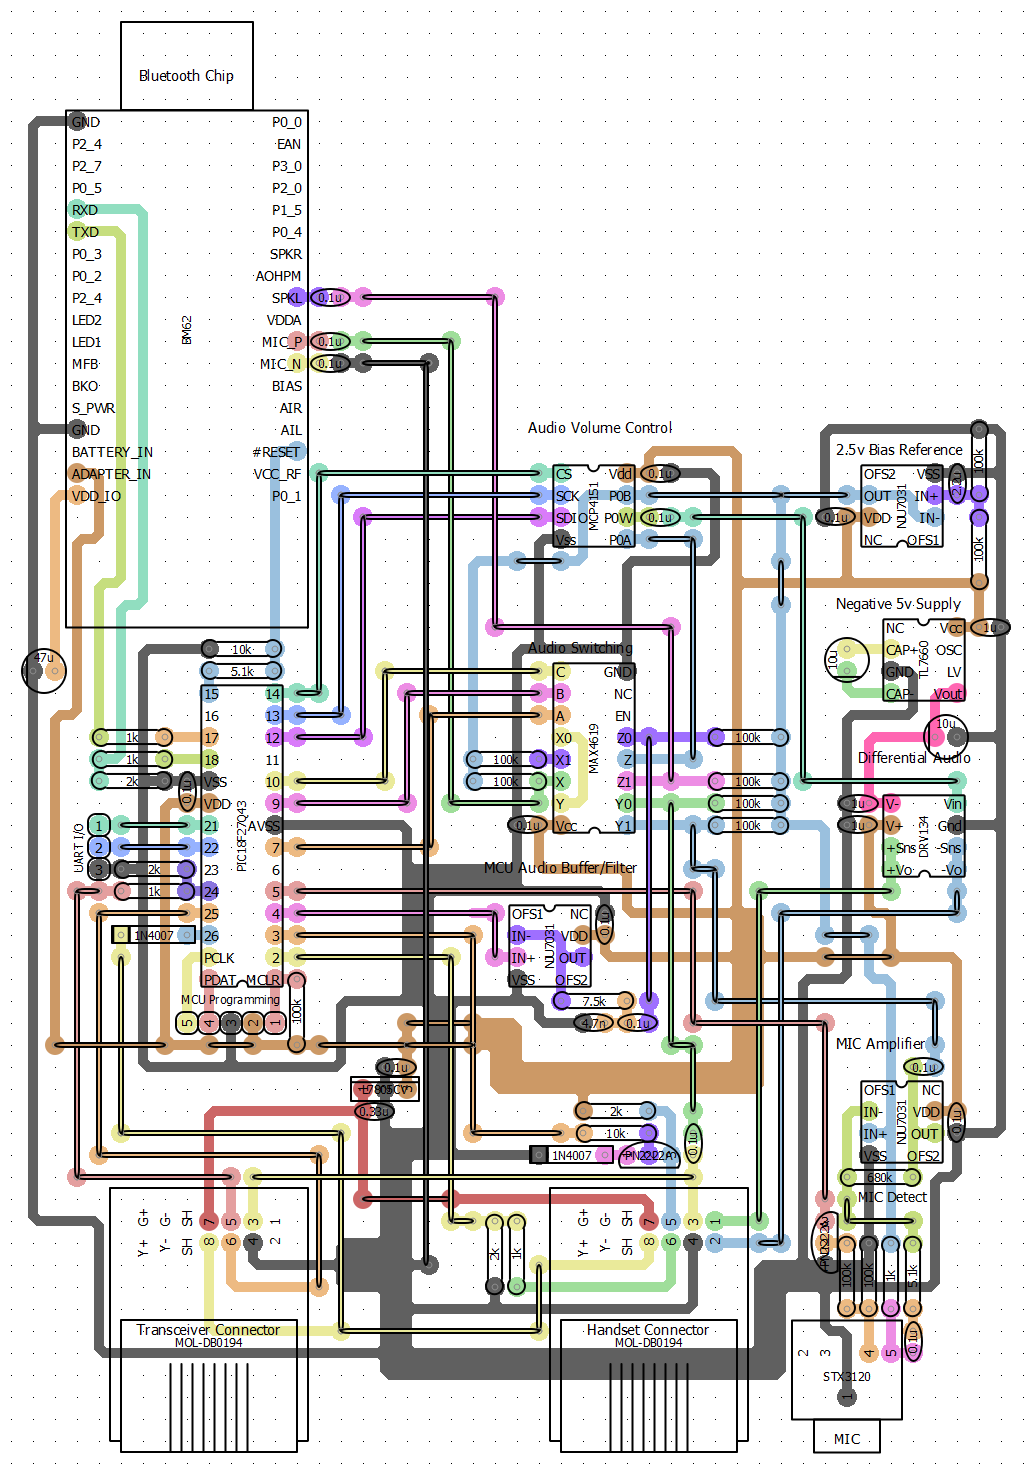 Bluetooth Chip
GND
P2_4
P2_7
P0_5
RXD
TXD
P0_3
P0_2
P2_4
LED2
LED1
MFB
BKO
S_PWR
GND
BATTERY_IN
ADAPTER_IN
VDD_IO
BM62
P0_0
EAN
P3_0
P2_0
P1_5
P0_4
SPKR
AOHPM
SPKL
VDDA
MIC_P
MIC_N
BIAS
AIR
AIL
#RESET
VCC_RF
P0_1
0.1u
0.1u
0.1u
47u
10k
5.1k
1k
1k
2k
0.1u
15
16
17
18
VSS
VDD
21
22
23
24
25
26
PCLK
PDAT
PIC18F27Q43
14
13
12
11
10
9
AVSS
7
6
5
4
3
2
MCLR
UART I/O
1
2
3
2k
1k
1N4007
MCU Programming
5
4
3
2
1
100k
Audio Volume Control
CS
SCK
SDIO
Vss
MCP4151
Vdd
P0B
P0W
P0A
0.1u
0.1u
2.5v Bias Reference
OFS2
OUT
VDD
NC
NJU7031
VSS
IN+
IN-
OFS1
0.1u
100k
100k
Negative 5v Supply
NC
CAP+
GND
CAP-
TL7660
Vcc
OSC
LV
Vout
1u
10u
10u
Audio Switching
C
B
A
X0
X1
X
Y
Vcc
MAX4619
GND
NC
EN
Z0
Z
Z1
Y0
Y1
100k
100k
0.1u
100k
100k
100k
100k
Differential Audio
V-
V+
+Sns
+Vo
DRV134
Vin
Gnd
-Sns
-Vo
1u
1u
MCU Audio Buffer/Filter
OFS1
IN-
IN+
VSS
NJU7031
NC
VDD
OUT
OFS2
0.1u
7.5k
4.7n
0.1u
0.1u
0.33u
2k
10k
1N4007
0.1u
MIC Amplifier
0.1u
OFS1
IN-
IN+
VSS
NJU7031
NC
VDD
OUT
OFS2
0.1u
680k
MIC Detect
100k
100k
1k
5.1k
0.1u
G+
G-
SH
7
5
3
1
Y+
Y-
SH
8
6
4
2
Transceiver Connector
MOL-DB0194
2k
1k
G+
G-
SH
7
5
3
1
Y+
Y-
SH
8
6
4
2
Handset Connector
MOL-DB0194
2
3
4
5
STX3120
1
MIC